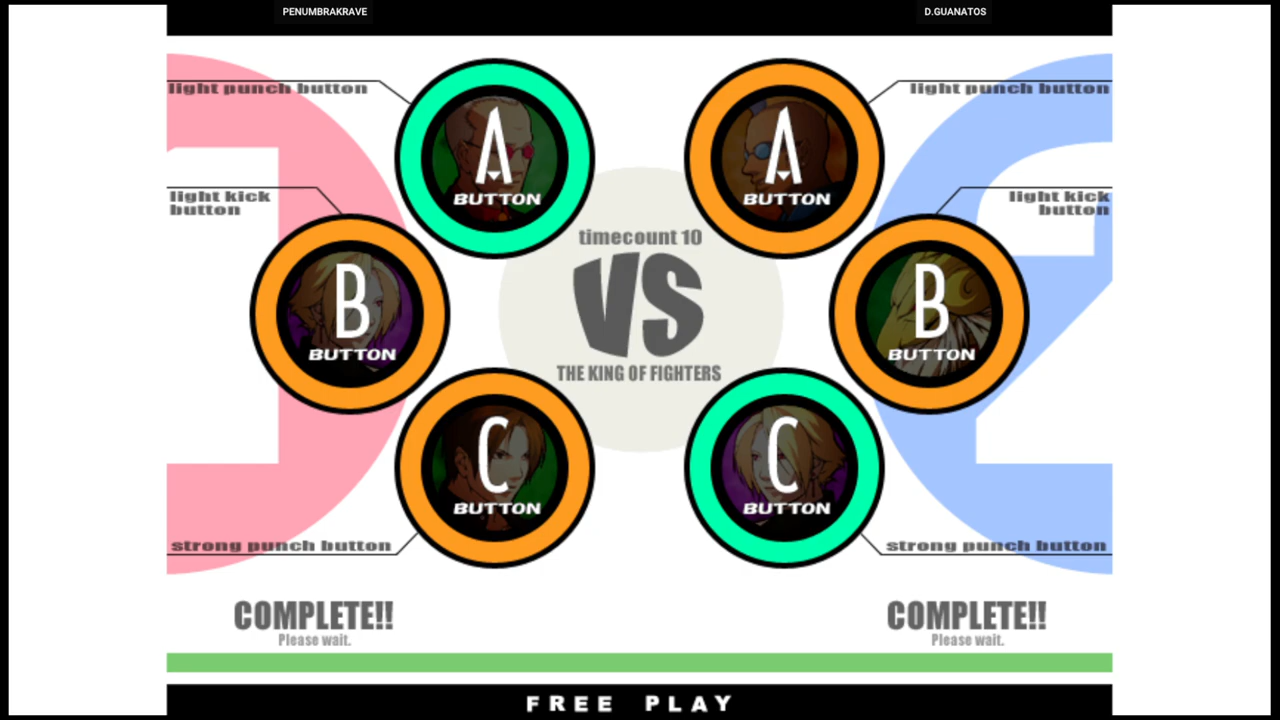 PENUMBRAKRAVE
D.GUANATOS
light punch button
light punch button
A
BUTTON
A
BUTTON
light kick
button
light kick
button
timecount 10
VS
THE KING OF FIGHTERS
B
BUTTON
B
BUTTON
C
BUTTON
C
BUTTON
strong punch button
strong punch button
COMPLETE!!
Please wait.
COMPLETE!!
Please wait.
1
2
FREE PLAY